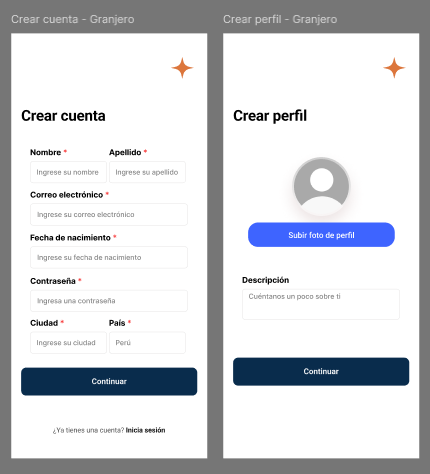 Crear cuenta - Granjero
Crear cuenta
Nombre *
Apellido *
Ingrese su nombre
Ingrese su apellido
Correo electrónico *
Ingrese su correo electrónico
Fecha de nacimiento *
Ingrese su fecha de nacimiento
Contraseña *
Ingresa una contraseña
Ciudad *
País *
Ingrese su ciudad
Perú
Continuar
¿Ya tienes una cuenta? Inicia sesión
Crear perfil - Granjero
Crear perfil
Subir foto de perfil
Descripción
Cuéntanos un poco sobre ti
Continuar